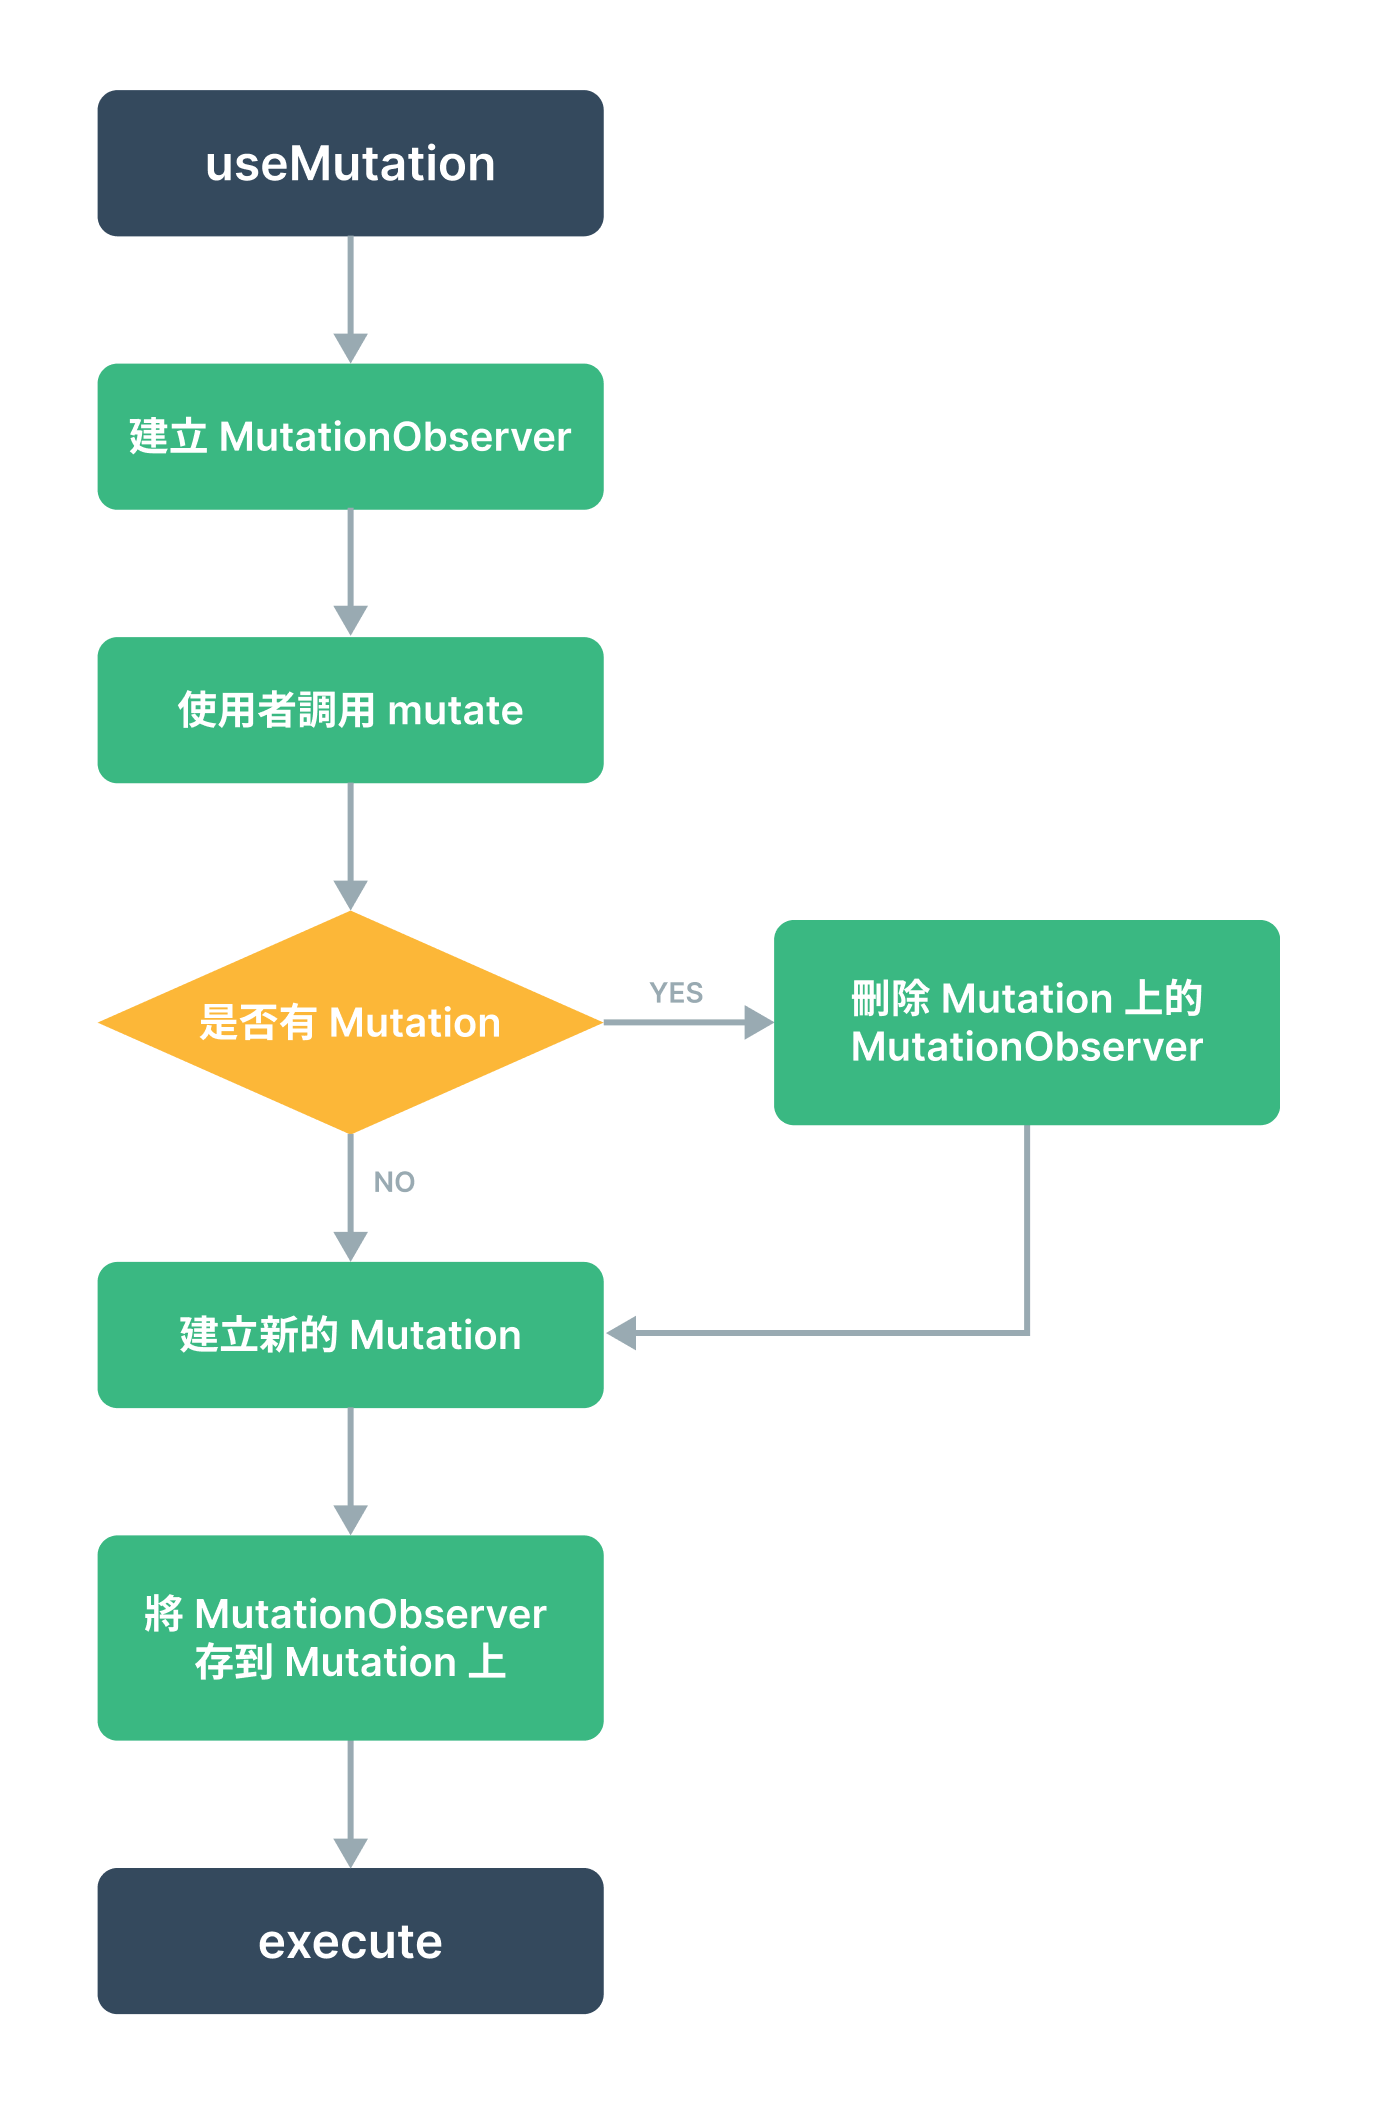 useMutation
建立 MutationObserver
使用者調用 mutate
是否有 Mutation
YES
刪除 Mutation 上的
MutationObserver
NO
建立新的 Mutation
將 MutationObserver
存到 Mutation 上
execute